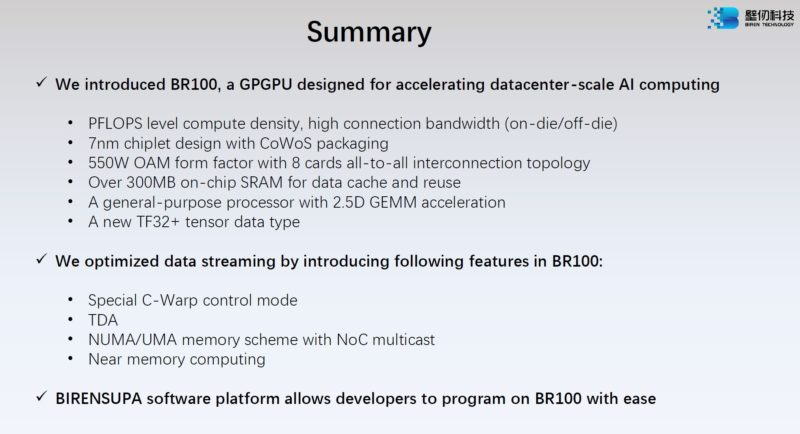 壁仞科技
BIREN TECHNOLOGY
Summary
✓ We introduced BR100, a GPGPU designed for accelerating datacenter-scale AI computing
• PFLOPS level compute density, high connection bandwidth (on-die/off-die)
• 7nm chiplet design with CoWoS packaging
• 550W OAM form factor with 8 cards all-to-all interconnection topology
• Over 300MB on-chip SRAM for data cache and reuse
• A general-purpose processor with 2.5D GEMM acceleration
• A new TF32+ tensor data type
✓ We optimized data streaming by introducing following features in BR100:
• Special C-Warp control mode
• TDA
• NUMA/UMA memory scheme with NoC multicast
• Near memory computing
✓ BIRENSUPA software platform allows developers to program on BR100 with ease